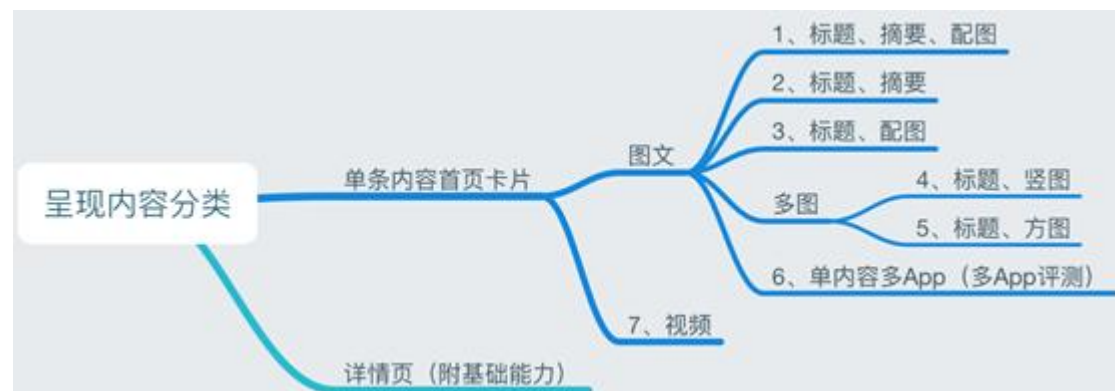 1、标题、摘要、配图
2、标题、摘要
3、标题、配图
图文
单条内容首页卡片
4、标题、竖图
呈现内容分类
多图
5、标题、方图
6、单内容多App（多App评测）
7、视频
详情页（附基础能力）